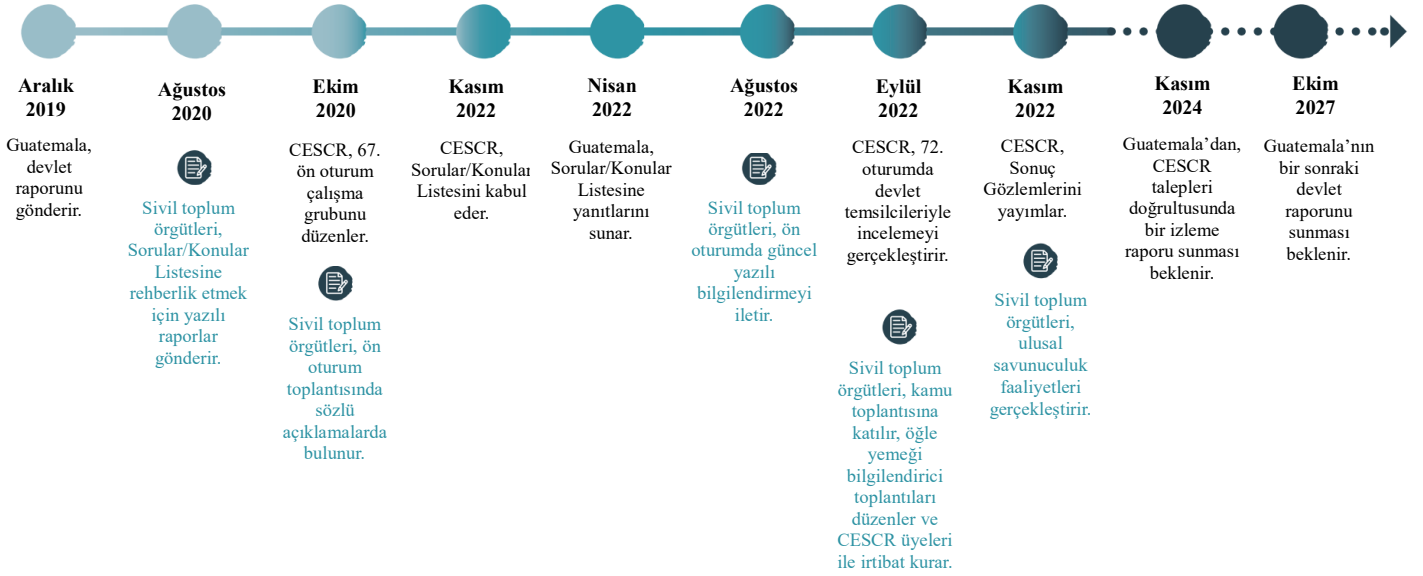 Aralık
2019
Guatemala,
devlet
raporunu
gönderir.
Ağustos
2020
Sivil toplum
örgütleri,
Sorular/Konular
Listesine
rehberlik etmek
için yazılı
raporlar
gönderir.
Ekim
2020
CESCR, 67.
ön oturum
çalışma
grubunu
düzenler.
Sivil toplum
örgütleri, ön
oturum
toplantısında
sözlü
açıklamalarda
bulunur.
Kasım
2022
CESCR,
Sorular/Konular
Listesini kabul
eder.
Nisan
2022
Guatemala,
Sorular/Konular
Listesine
yanıtlarını
sunar.
Ağustos
2022
Sivil toplum
örgütleri, ön
oturumda güncel
yazılı
bilgilendirmeyi
iletir.
Eylül
2022
CESCR, 72.
oturumda
devlet
temsilcileriyle
incelemeyi
gerçekleştirir.
Sivil toplum
örgütleri, kamu
toplantısına
katılır, öğle
yemeği
bilgilendirici
toplantıları
düzenler ve
CESCR üyeleri
ile irtibat kurar.
Kasım
2022
CESCR,
Sonuç
Gözlemlerini
yayımlar.
Sivil toplum
örgütleri,
ulusal
savunuculuk
faaliyetleri
gerçekleştirir.
Kasım
2024
Guatemala’dan,
CESCR
talepleri
doğrultusunda
bir izleme
raporu sunması
beklenir.
Ekim
2027
Guatemala’nın
bir sonraki
devlet
raporunu
sunması
beklenir.